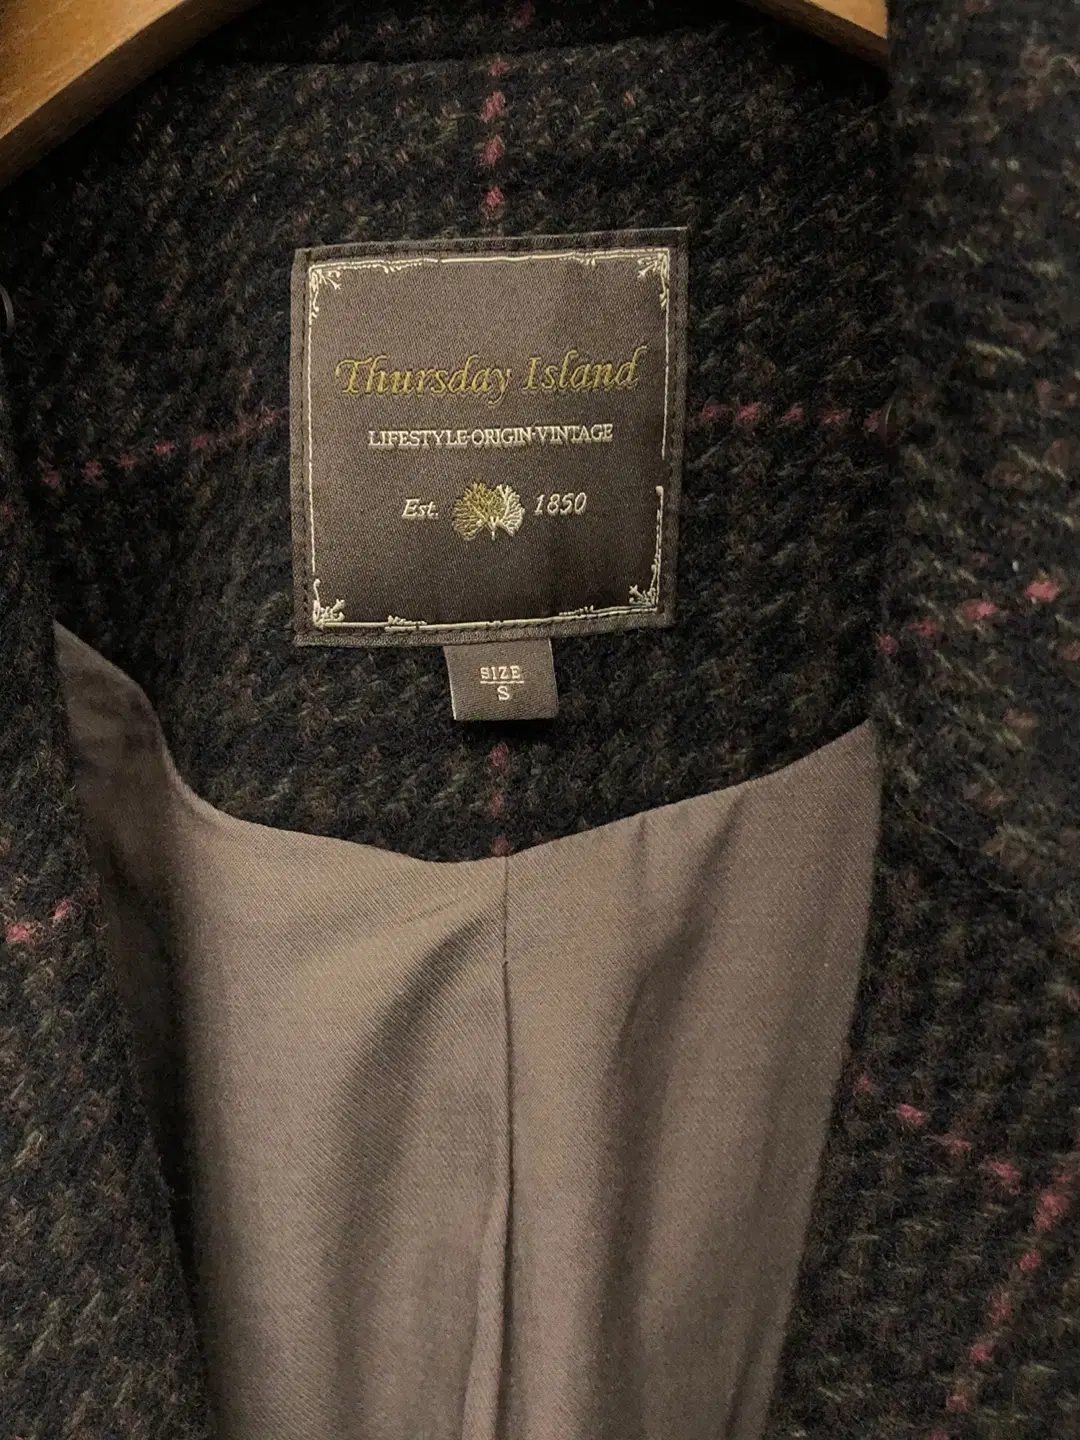 Thursday Island
LIFESTYLE·ORIGIN·VINTAGE
Est. 1850
SIZE
S